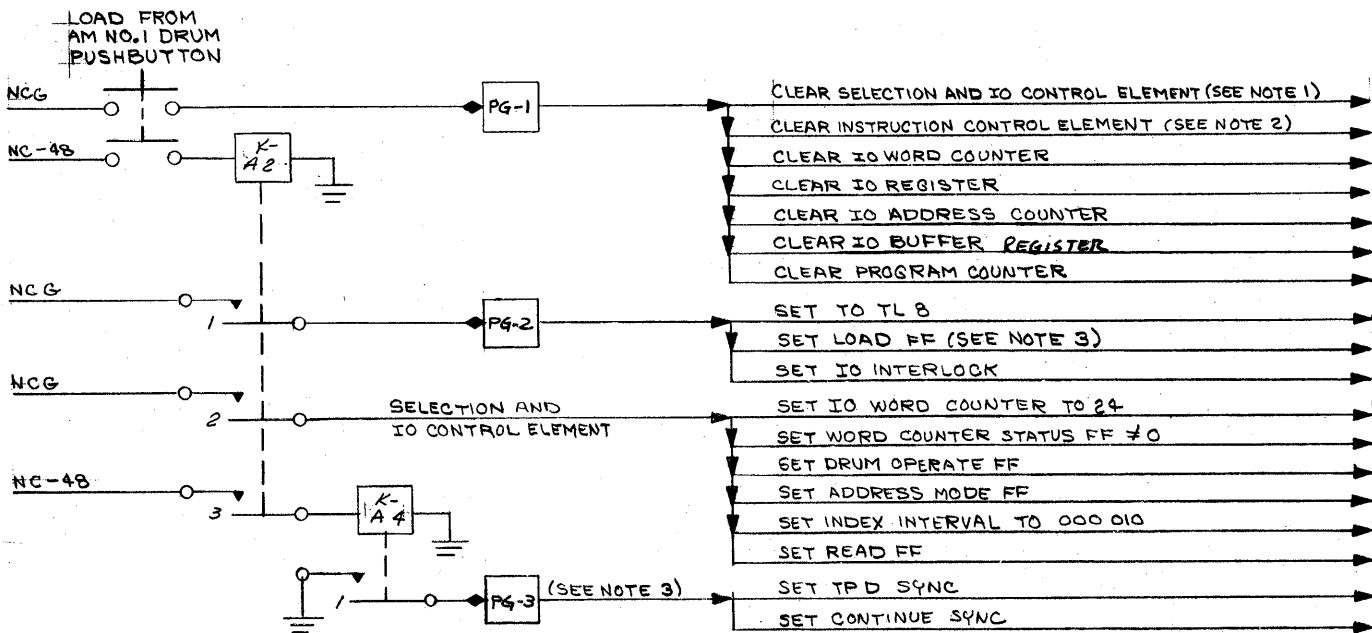 LOAD FROM
AM NO.1 DRUM
PUSHBUTTON
NCG
PG-1
CLEAR SELECTION AND IO CONTROL ELEMENT (SEE NOTE 1)
CLEAR INSTRUCTION CONTROL ELEMENT (SEE NOTE 2)
NC-48
K-
A2
CLEAR IO WORD COUNTER
CLEAR IO REGISTER
CLEAR IO ADDRESS COUNTER
CLEAR IO BUFFER REGISTER
CLEAR PROGRAM COUNTER
NCG
1
PG-2
SET TO TL 8
SET LOAD FF (SEE NOTE 3)
SET IO INTERLOCK
NCG
2
SELECTION AND
IO CONTROL ELEMENT
SET IO WORD COUNTER TO 24
SET WORD COUNTER STATUS FF ≠0
SET DRUM OPERATE FF
NC-48
3
K-
A4
SET ADDRESS MODE FF
SET INDEX INTERVAL TO 000 010
SET READ FF
1
PG-3
(SEE NOTE 3)
SET TPD SYNC
SET CONTINUE SYNC